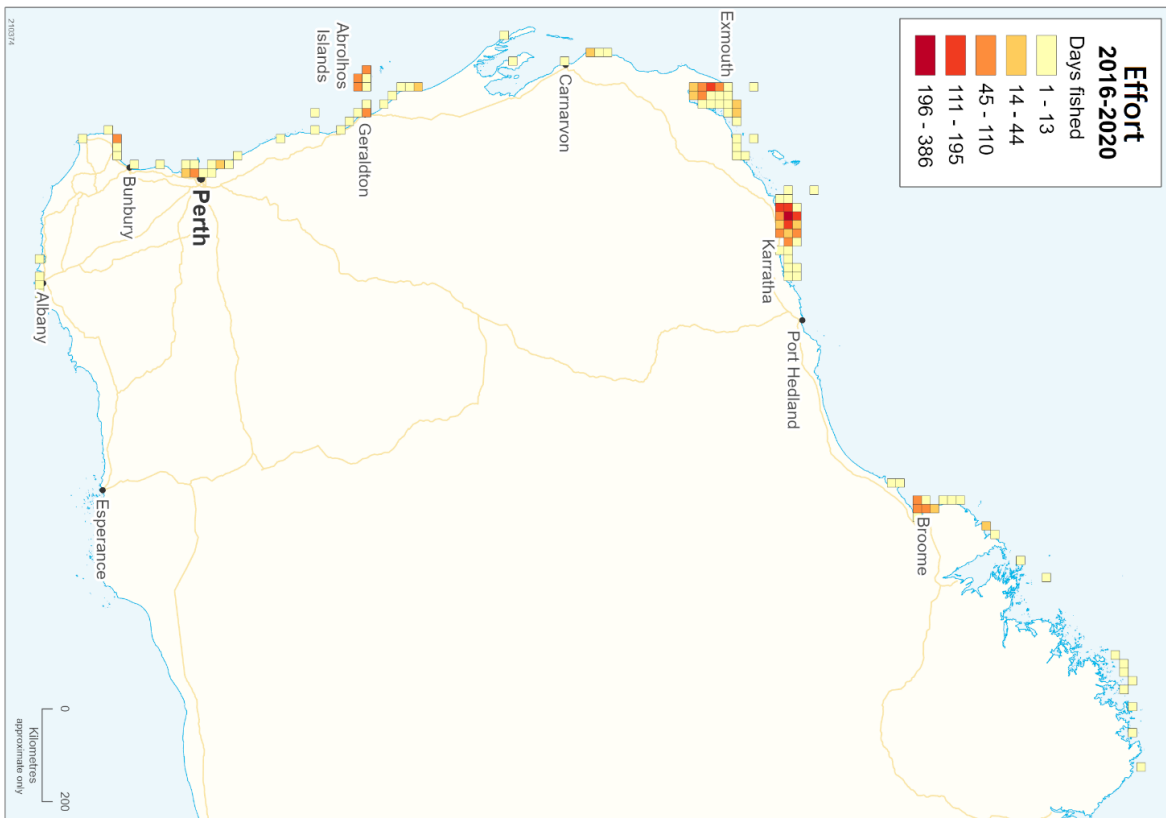 Effort
2016-2020
Days fished
1 - 13
14 - 44
45 - 110
111 - 195
196 - 386
Broome
Port Hedland
Karratha
Exmouth
Carnarvon
Abrolhos
Islands
Geraldton
Perth
Bunbury
Albany
Esperance
0
200
Kilometres
approximate only
210374